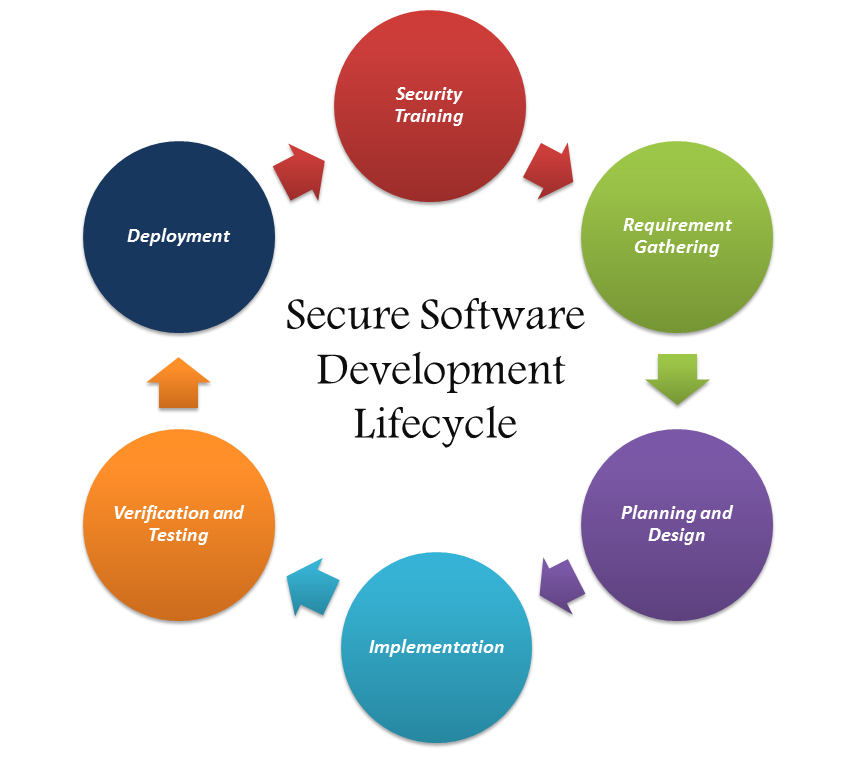 Security
Training
Requirement
Gathering
Planning and
Design
Implementation
Verification and
Testing
Deployment
Secure Software
Development
Lifecycle